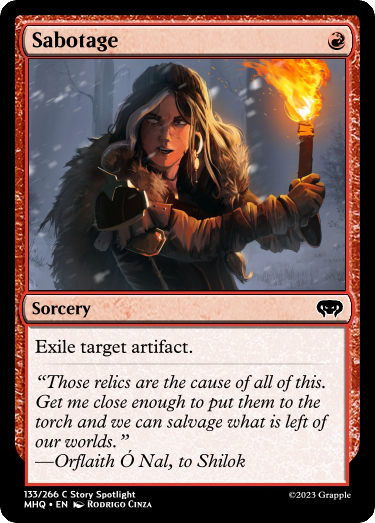 Sabotage
Sorcery
Exile target artifact.
“Those relics are the cause of all of this.
Get me close enough to put them to the
torch and we can salvage what is left of
our worlds.”
—Orflaith Ó Nal, to Shilok
133/266 C Story Spotlight
MHQ • EN Rodrigo Cinza
©2023 Grapple